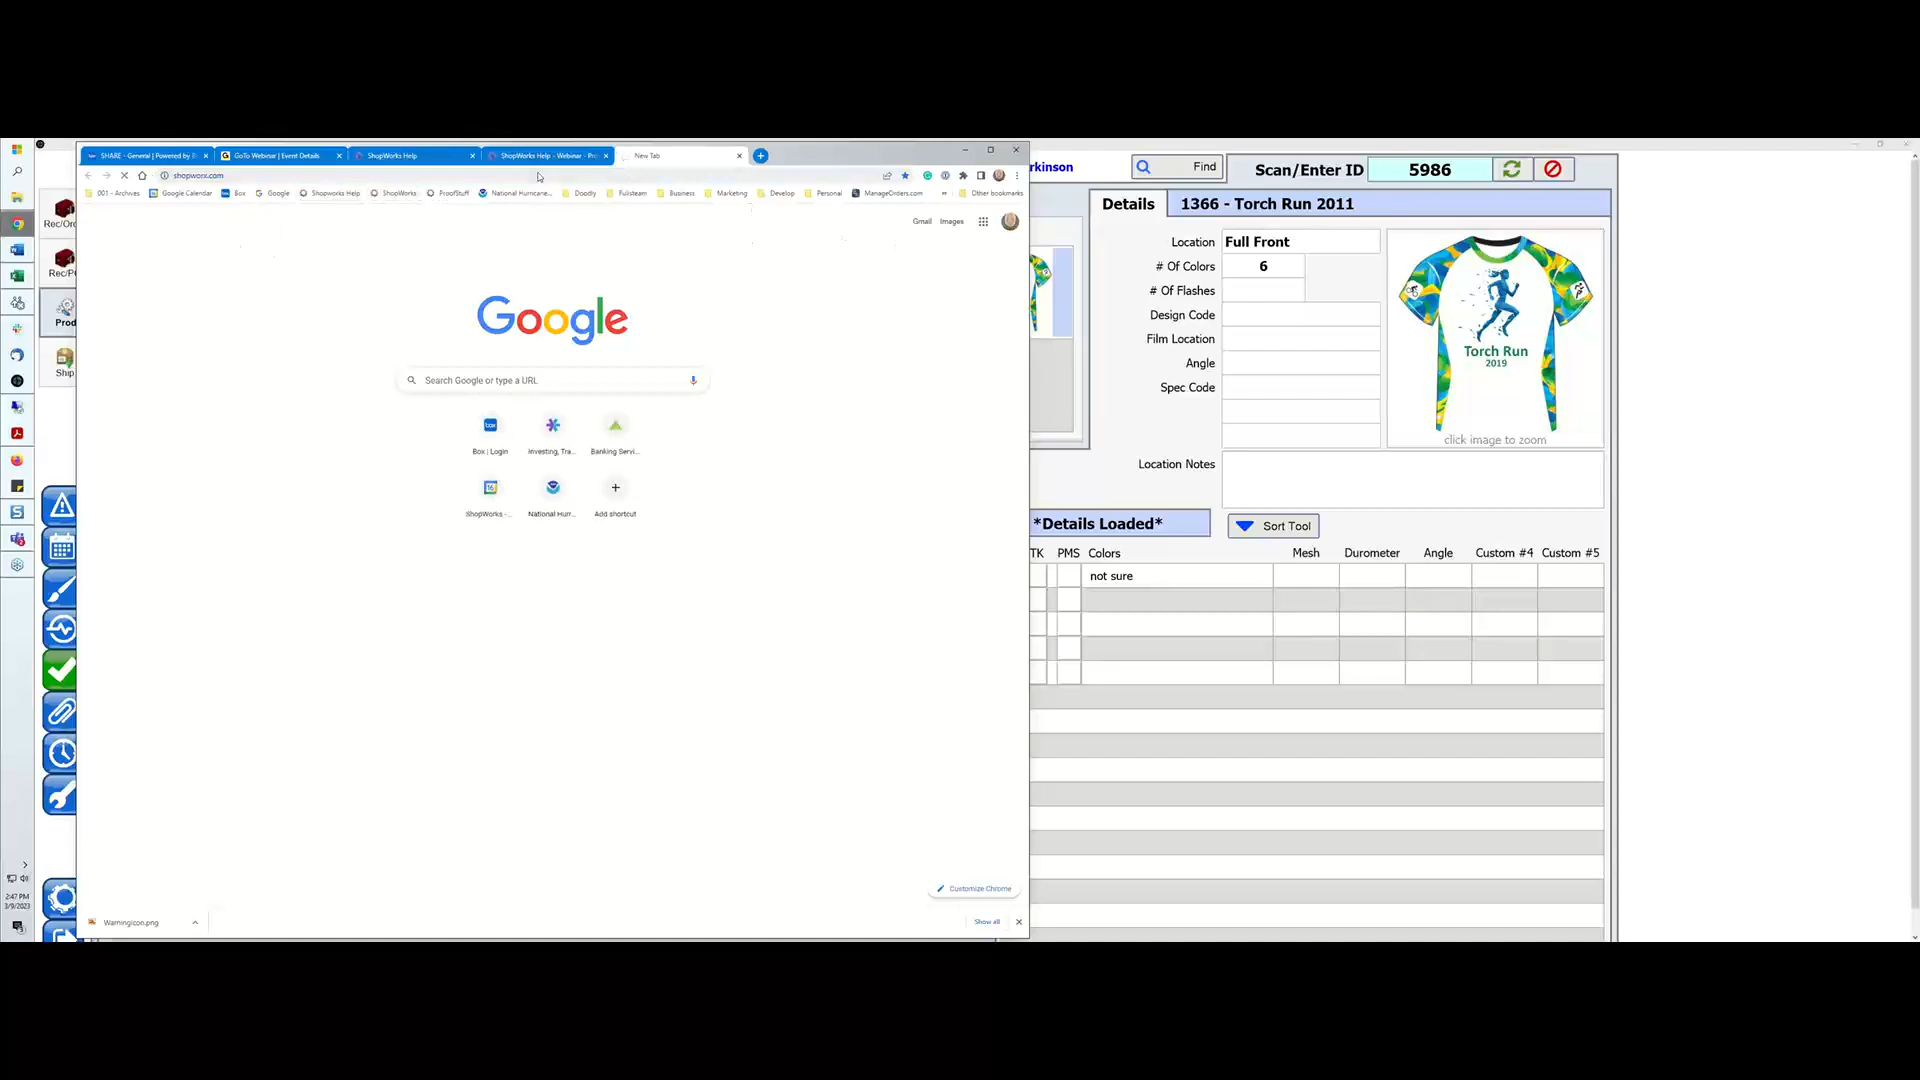 SHARE - General | Powered by B
GoTo Webinar | Event Details
ShopWorks Help
ShopWorks Help - Webinar - Pro
New Tab
shopworx.com
001 - Archives
Google Calendar
Box
Google
Shopworks Help
ShopWorks
ProofStuff
National Hurricane...
Doodly
Fullsteam
Business
Marketing
Develop
Personal
ManageOrders.com
Other bookmarks
Gmail
Images
Google
Search Google or type a URL
box
Box | Login
Investing, Tra...
Banking Servi...
ShopWorks -...
National Hurr...
Add shortcut
Customize Chrome
WarningIcon.png
Show all
Rec/Or
Rec/P
Prod
Ship
2:47 PM
3/9/2023
rkinson
Find
Scan/Enter ID
5986
Details
1366 - Torch Run 2011
Location
Full Front
# Of Colors
6
# Of Flashes
Design Code
Film Location
Angle
Spec Code
Torch Run
2019
click image to zoom
Location Notes
*Details Loaded*
Sort Tool
TK
PMS
Colors
Mesh
Durometer
Angle
Custom #4
Custom #5
not sure